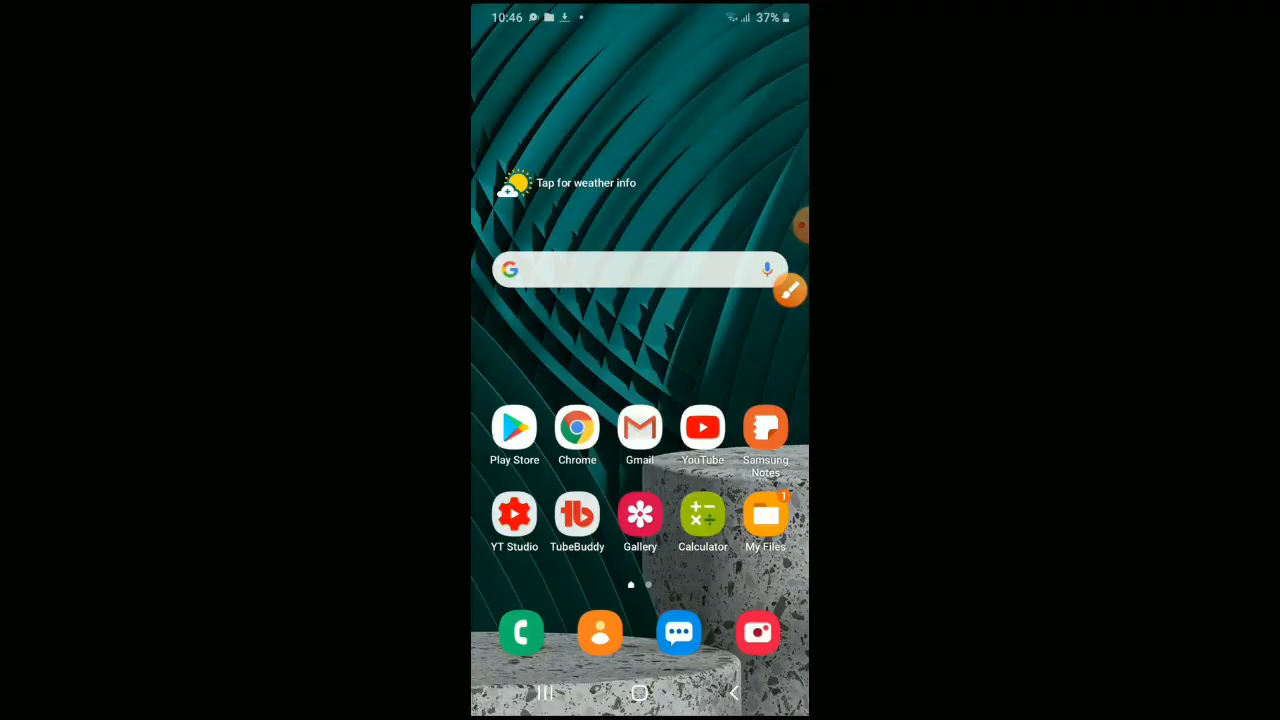 10:46
37%
Tap for weather info
Play Store
Chrome
Gmail
YouTube
Samsung
Notes
1
YT Studio
TubeBuddy
Gallery
Calculator
My Files